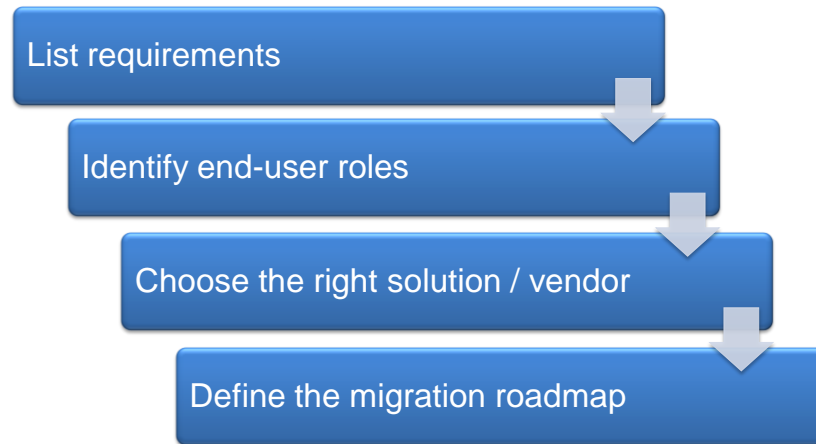 List requirements
Identify end-user roles
Choose the right solution / vendor
Define the migration roadmap